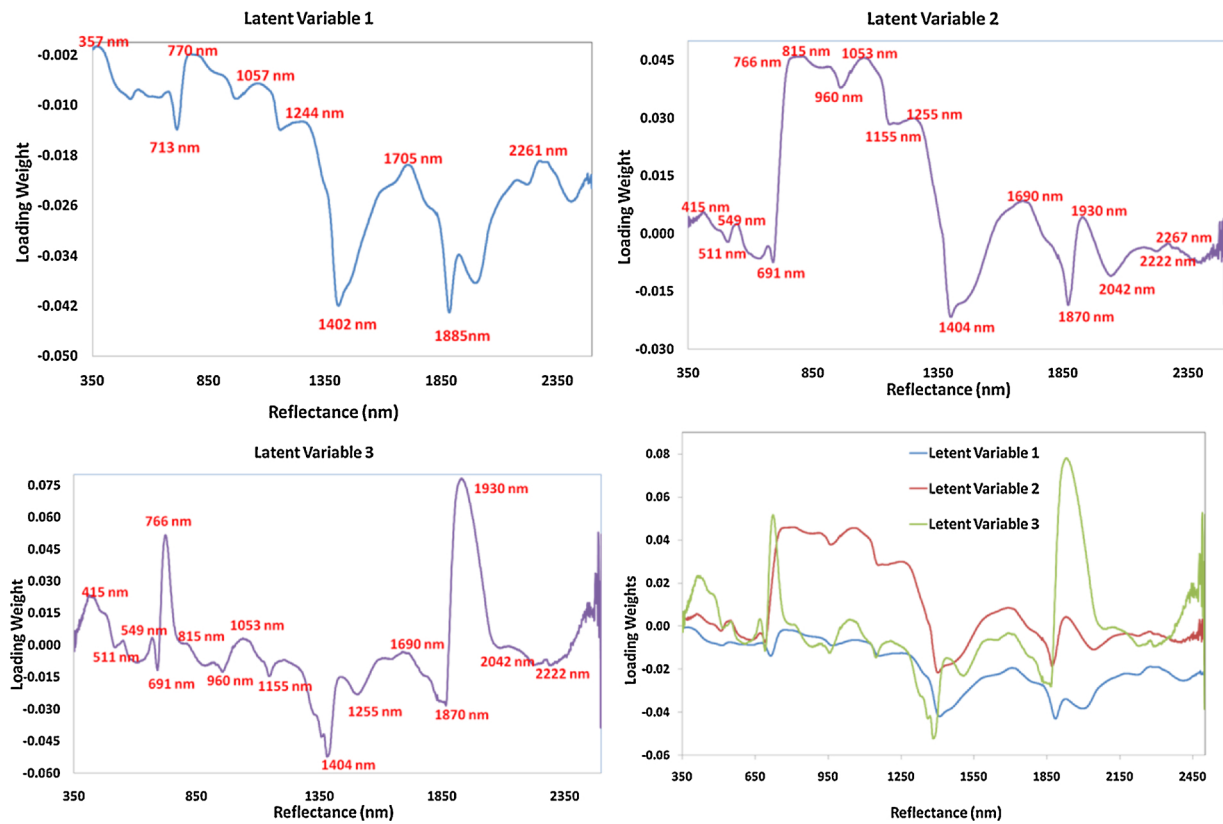 Latent Variable 1
Loading Weight
-0.002
-0.010
-0.018
-0.026
-0.034
-0.042
-0.050
357 nm
770 nm
1057 nm
1244 nm
713 nm
1705 nm
2261 nm
1402 nm
1885nm
350 850 1350 1850 2350
Reflectance (nm)
Latent Variable 2
Loading Weight
0.045
0.030
0.015
0.000
-0.015
-0.030
766 nm
815 nm
1053 nm
960 nm
1155 nm
1255 nm
415 nm
549 nm
511 nm
691 nm
1690 nm
1930 nm
2267 nm
2222 nm
2042 nm
1404 nm
1870 nm
350 850 1350 1850 2350
Reflectance (nm)
Latent Variable 3
Loading Weight
0.075
0.060
0.045
0.030
0.015
0.000
-0.015
-0.030
-0.045
-0.060
1930 nm
766 nm
415 nm
549 nm
815 nm
1053 nm
1690 nm
511 nm
691 nm
960 nm
1155 nm
1255 nm
2042 nm
2222 nm
1870 nm
1404 nm
350 850 1350 1850 2350
Reflectance (nm)
Loading Weights
0.08
0.06
0.04
0.02
0.00
-0.02
-0.04
-0.06
Letent Variable 1
Letent Variable 2
Letent Variable 3
350 650 950 1250 1550 1850 2150 2450
Reflectance (nm)